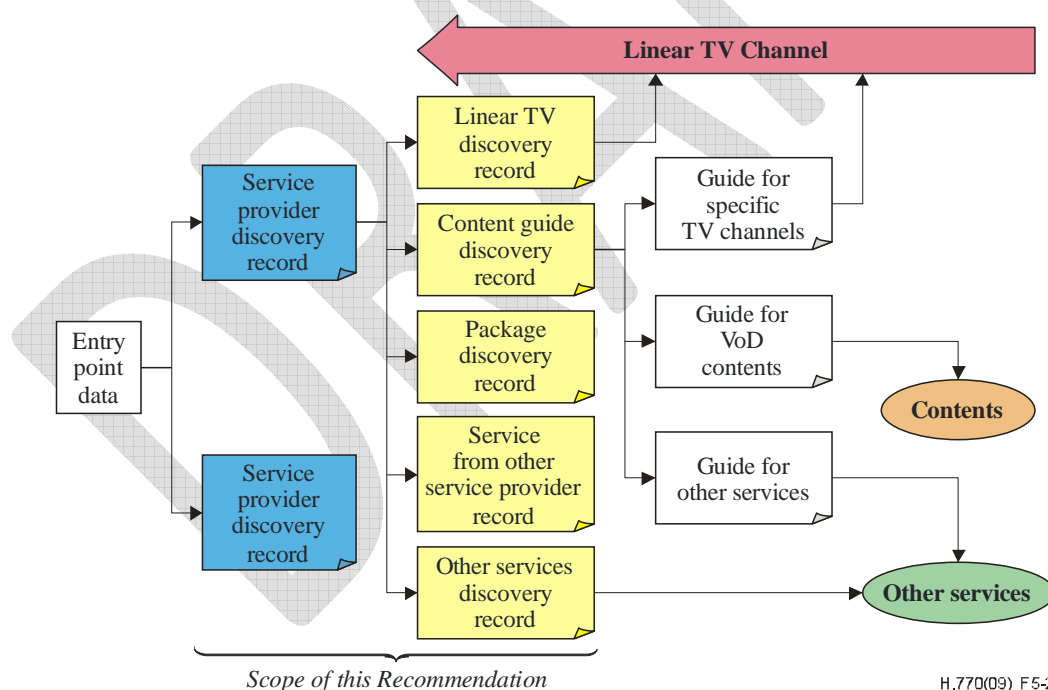 Linear TV Channel
Linear TV
discovery
record
Service
provider
discovery
record
Content guide
discovery
record
Guide for
specific
TV channels
Entry
point
data
Package
discovery
record
Guide for
VoD
contents
Contents
Service
provider
discovery
record
Service
from other
service provider
record
Guide for
other services
Other services
discovery
record
Other services
Scope of this Recommendation